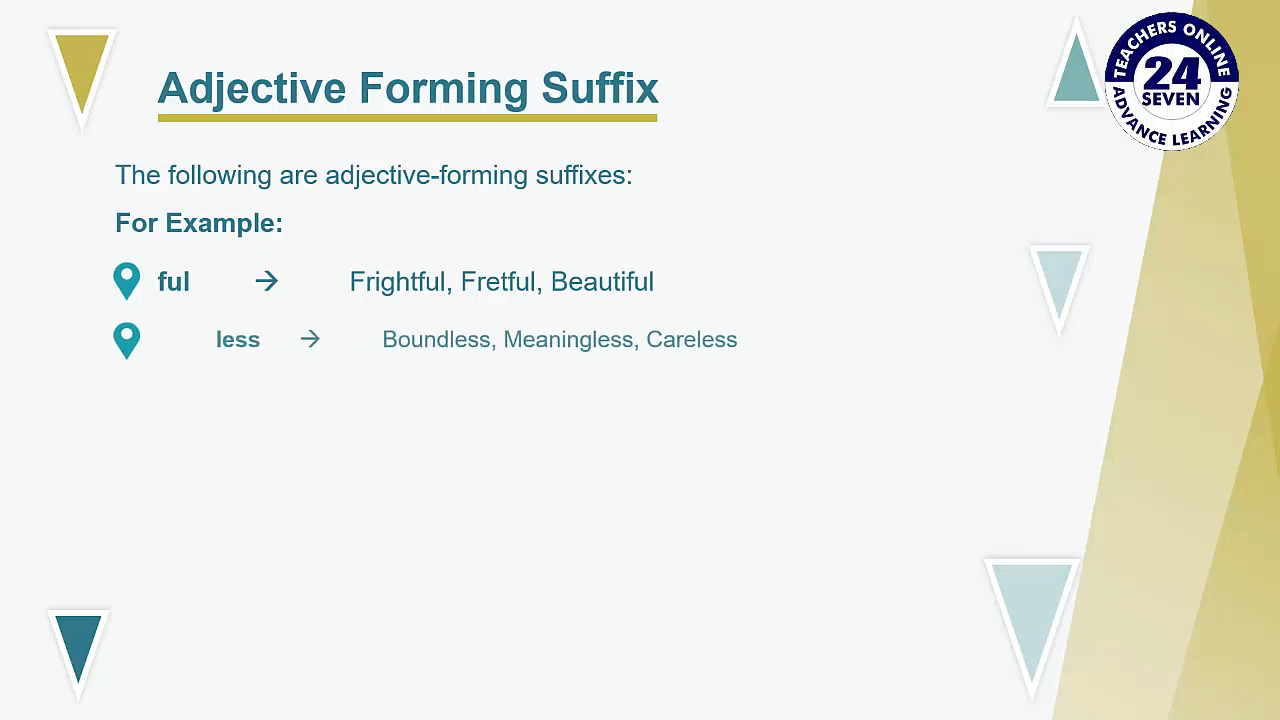 Adjective Forming Suffix
The following are adjective-forming suffixes:
For Example:
ful → Frightful, Fretful, Beautiful
less → Boundless, Meaningless, Careless
TEACHERS ONLINE
24
SEVEN
ADVANCE LEARNING